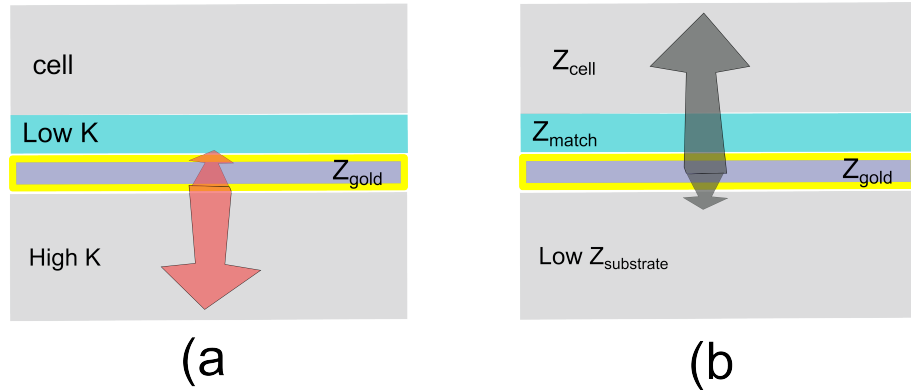 cell
Low K
Zgold
High K
(a
Zcell
Zmatch
Zgold
Low Zsubstrate
(b